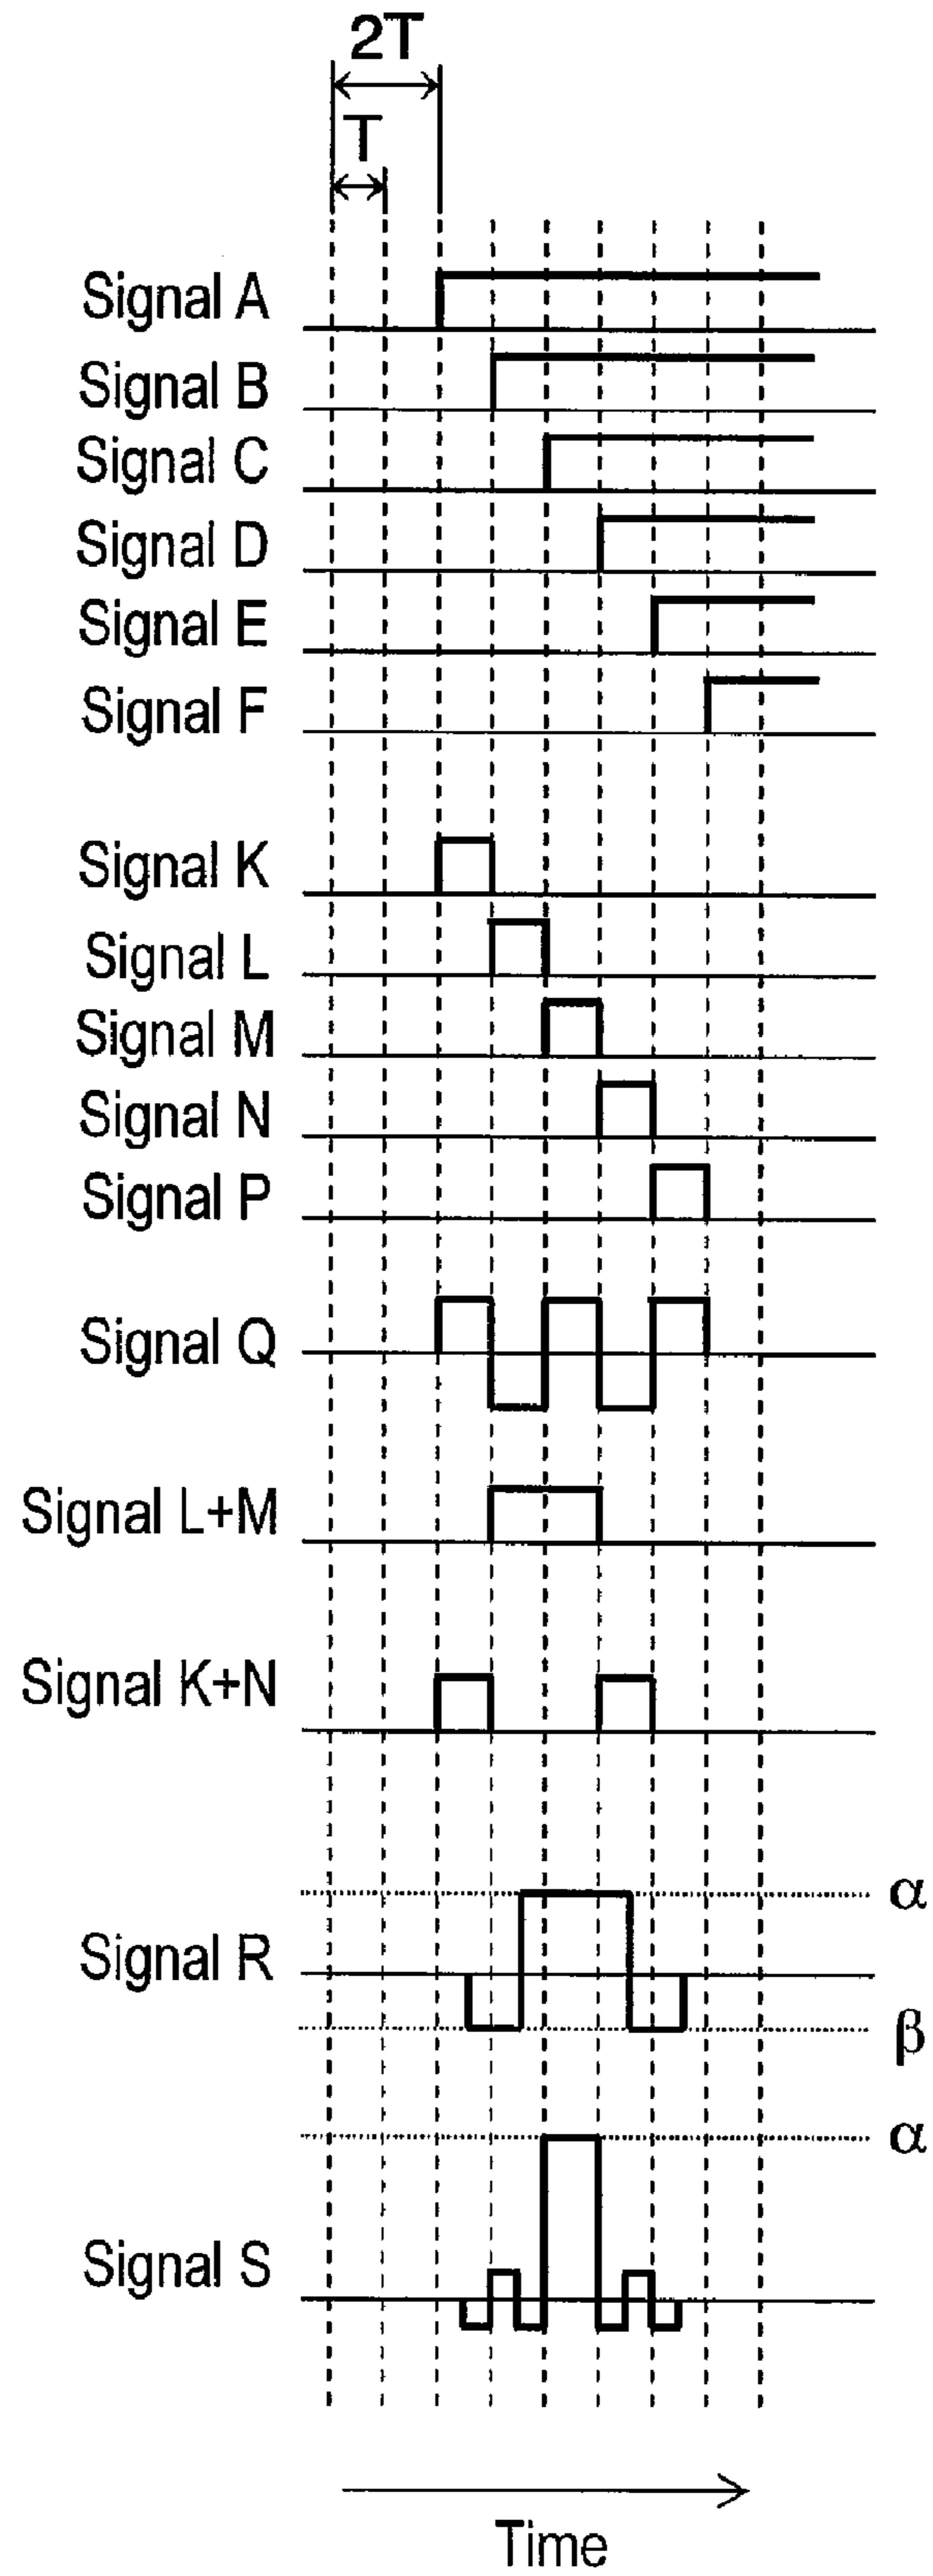 2T
T
Signal A
Signal B
Signal C
Signal D
Signal E
Signal F
Signal K
Signal L
Signal M
Signal N
Signal P
Signal Q
Signal L+M
Signal K+N
α
Signal R
β
α
Signal S
Time